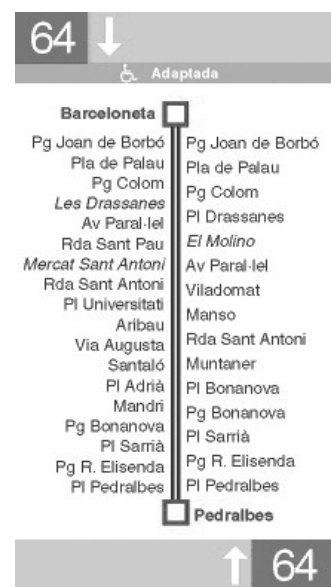 64
Adaptada
Barceloneta
Pg Joan de Borbó
Pla de Palau
Pg Colom
Les Drassanes
Av Paral·lel
Rda Sant Pau
Mercat Sant Antoni
Rda Sant Antoni
Pl Universitati
Aribau
Via Augusta
Santaló
Pl Adrià
Mandri
Pg Bonanova
Pl Sarrià
Pg R. Elisenda
Pl Pedralbes
Pg Joan de Borbó
Pla de Palau
Pg Colom
Pl Drassanes
El Molino
Av Paral·lel
Viladomat
Manso
Rda Sant Antoni
Muntaner
Pl Bonanova
Pg Bonanova
Pl Sarrià
Pg R. Elisenda
Pl Pedralbes
Pedralbes
64